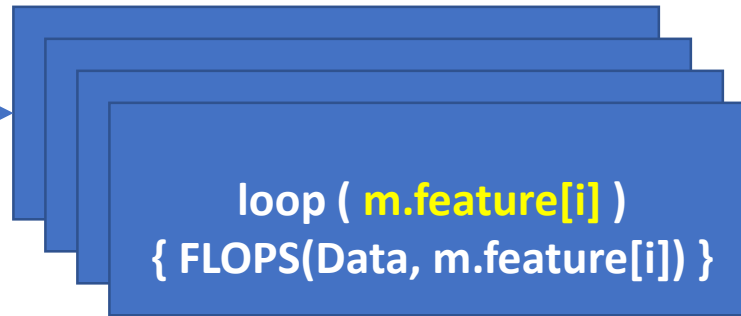 loop ( m.feature[i] )
{ FLOPS(Data, m.feature[i]) }